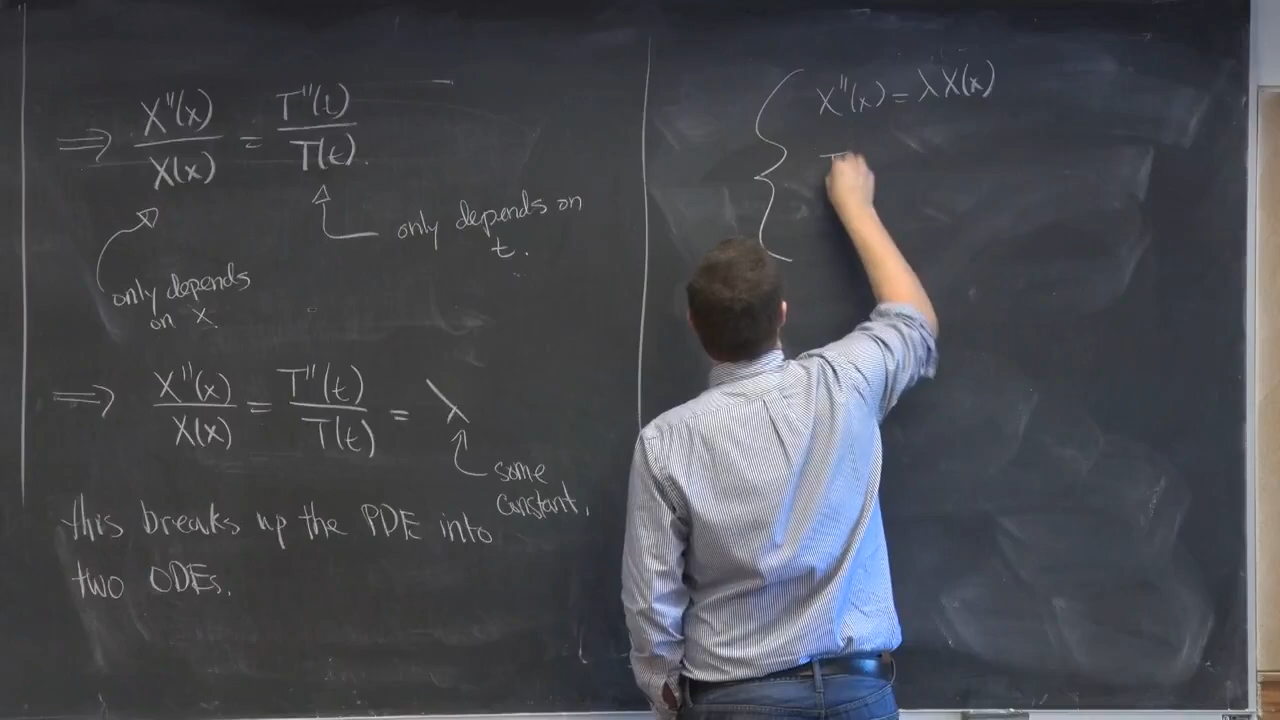 ⟹ X''(x)/X(x) = T''(t)/T(t).
only depends on
t.
only depends
on x.
⟹ X''(x)/X(x) = T''(t)/T(t) = λ
some
constant.
this breaks up the PDE into
two ODEs.
X''(x) = λX(x)
T